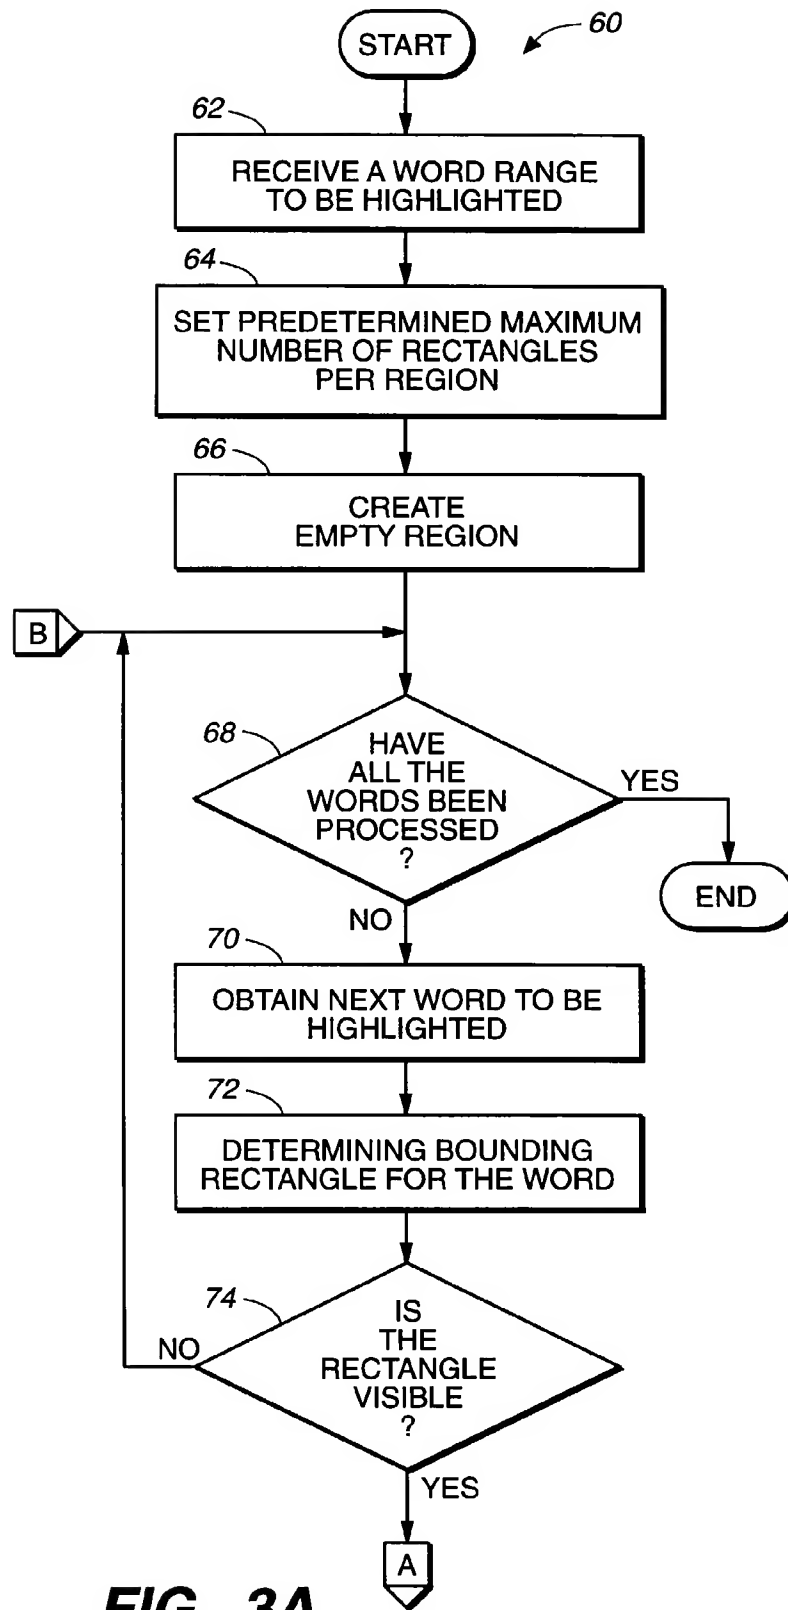 START
60
62
RECEIVE A WORD RANGE
TO BE HIGHLIGHTED
64
SET PREDETERMINED MAXIMUM
NUMBER OF RECTANGLES
PER REGION
66
CREATE
EMPTY REGION
B
68
HAVE
ALL THE
WORDS BEEN
PROCESSED
?
YES
END
NO
70
OBTAIN NEXT WORD TO BE
HIGHLIGHTED
72
DETERMINING BOUNDING
RECTANGLE FOR THE WORD
74
IS
THE
RECTANGLE
VISIBLE
?
NO
YES
A
FIG._3A